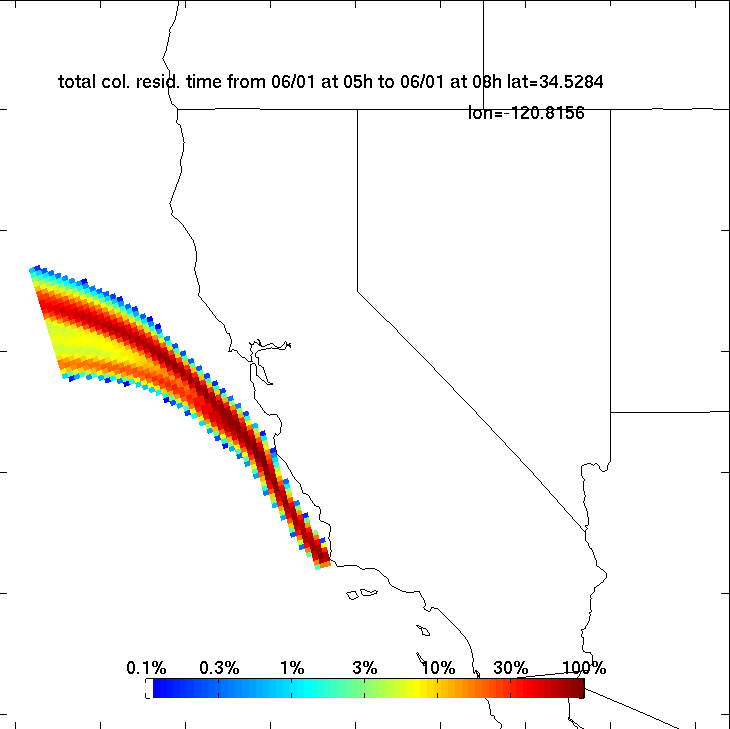 total col. resid. time from 06/01 at 05h to 06/01 at 08h lat=34.5284
lon=-120.8156
0.1% 0.3% 1% 3% 10% 30% 100%